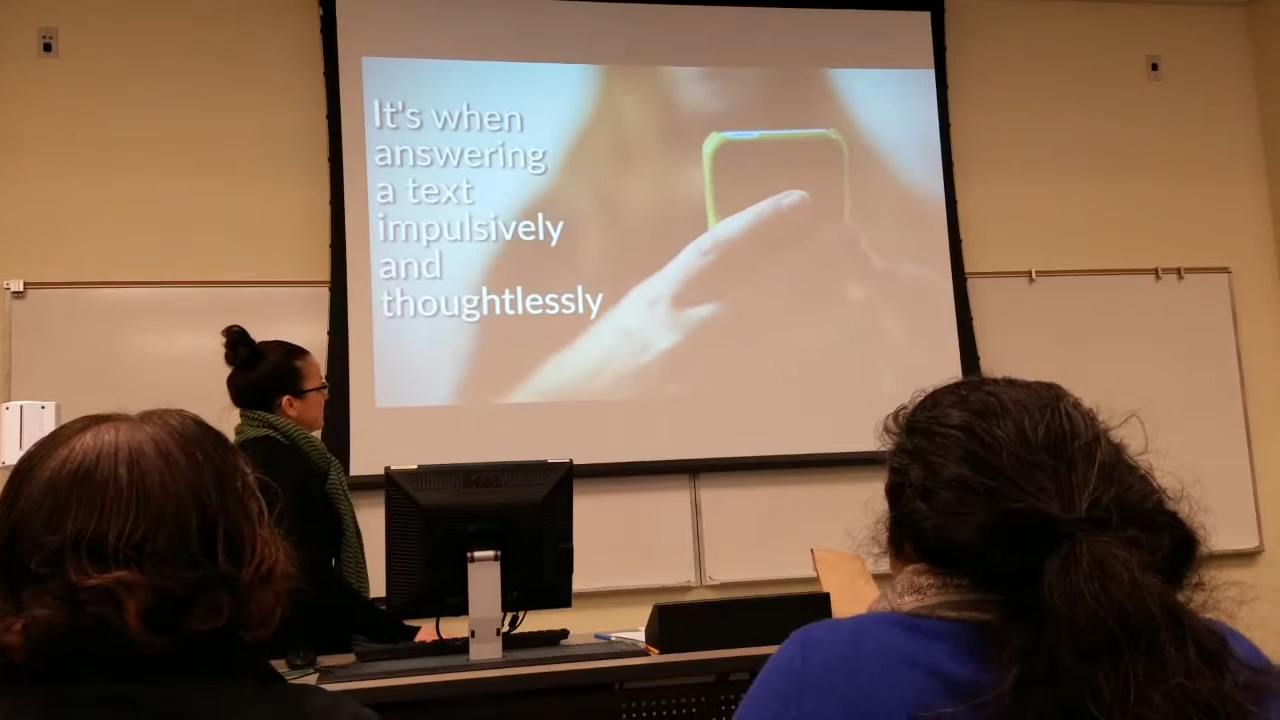 It's when
answering
a text
impulsively
and
thoughtlessly